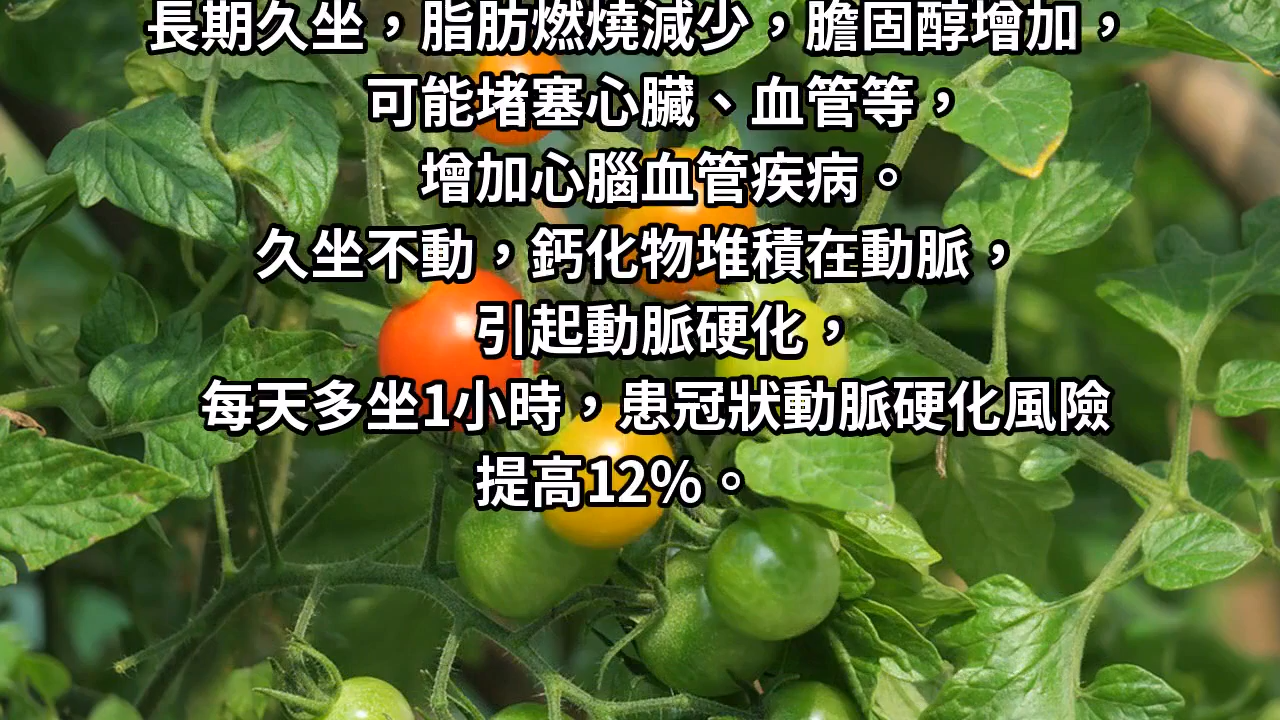 長期久坐，脂肪燃燒減少，膽固醇增加，
可能堵塞心臟、血管等，
增加心腦血管疾病。
久坐不動，鈣化物堆積在動脈，
引起動脈硬化，
每天多坐1小時，患冠狀動脈硬化風險
提高12%。